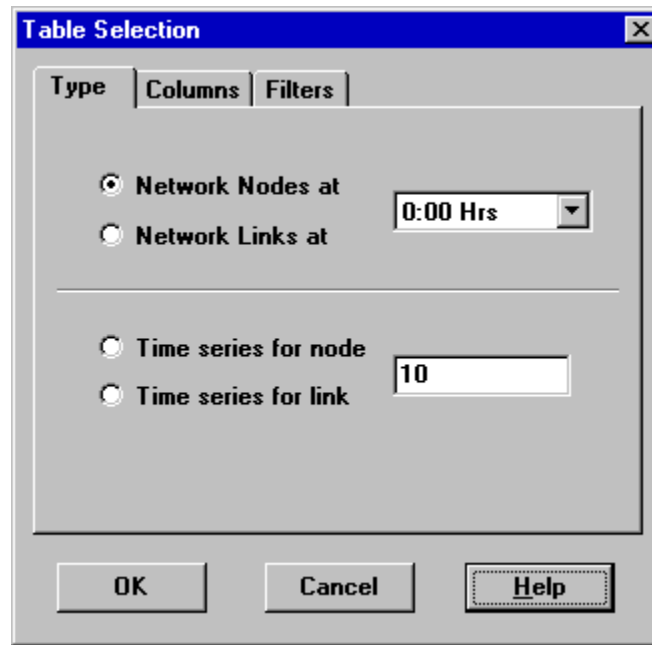 Table Selection
Type Columns Filters
Network Nodes at
0:00 Hrs
Network Links at
Time series for node
10
Time series for link
OK Cancel Help